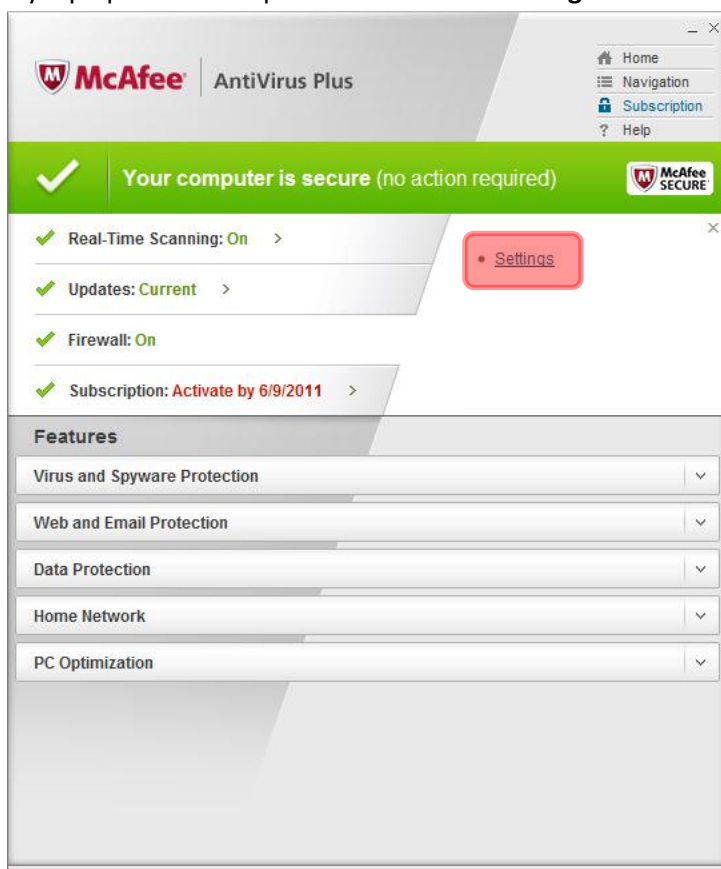 McAfee AntiVirus Plus
Home
Navigation
Subscription
? Help
Your computer is secure (no action required)
McAfee
SECURE
Real-Time Scanning: On >
Updates: Current >
Firewall: On
Subscription: Activate by 6/9/2011 >
• Settings
Features
Virus and Spyware Protection
Web and Email Protection
Data Protection
Home Network
PC Optimization